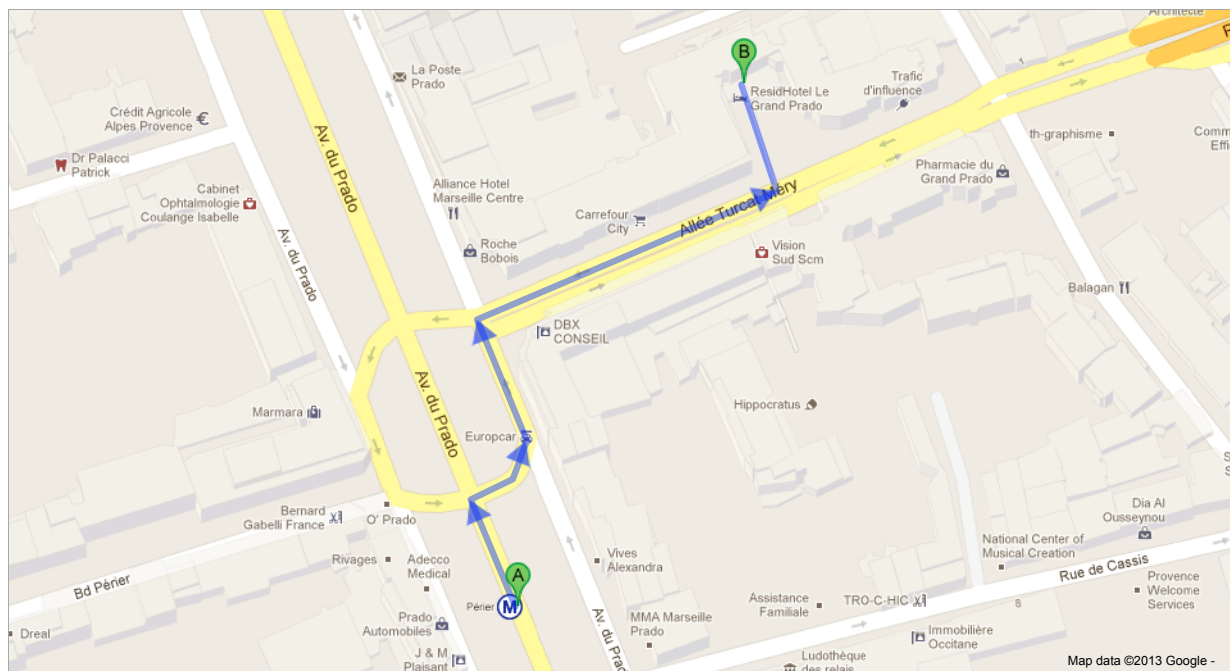 Architecte
B
La Poste
Prado
ResidHotel Le
Grand Prado
Trafic
d'influence
Crédit Agricole
Alpes Provence
€
Av. du Prado
th-graphisme
Dr Palacci
Patrick
Pharmacie du
Grand Prado
Cabinet
Ophtalmologie
Coulange Isabelle
Alliance Hotel
Marseille Centre
Allée Turcat Méry
Carrefour
City
Av. du Prado
Roche
Bobois
Vision
Sud Scm
Balagan
DBX
CONSEIL
Av. du Prado
Marmara
Hippocratus
Europcar
Bernard
Gabelli France
O' Prado
Dia Al
Ousseynou
Rivages
Adecco
Medical
Vives
Alexandra
National Center of
Musical Creation
Bd Périer
A
Rue de Cassis
Périer
M
Assistance
Familiale
TRO-C-HIC
8
Provence
Welcome
Services
Dreal
Prado
Automobiles
Av. du Prado
MMA Marseille
Prado
Immobilière
Occitane
J & M
Plaisant
Ludothèque
des relais
Map data ©2013 Google -